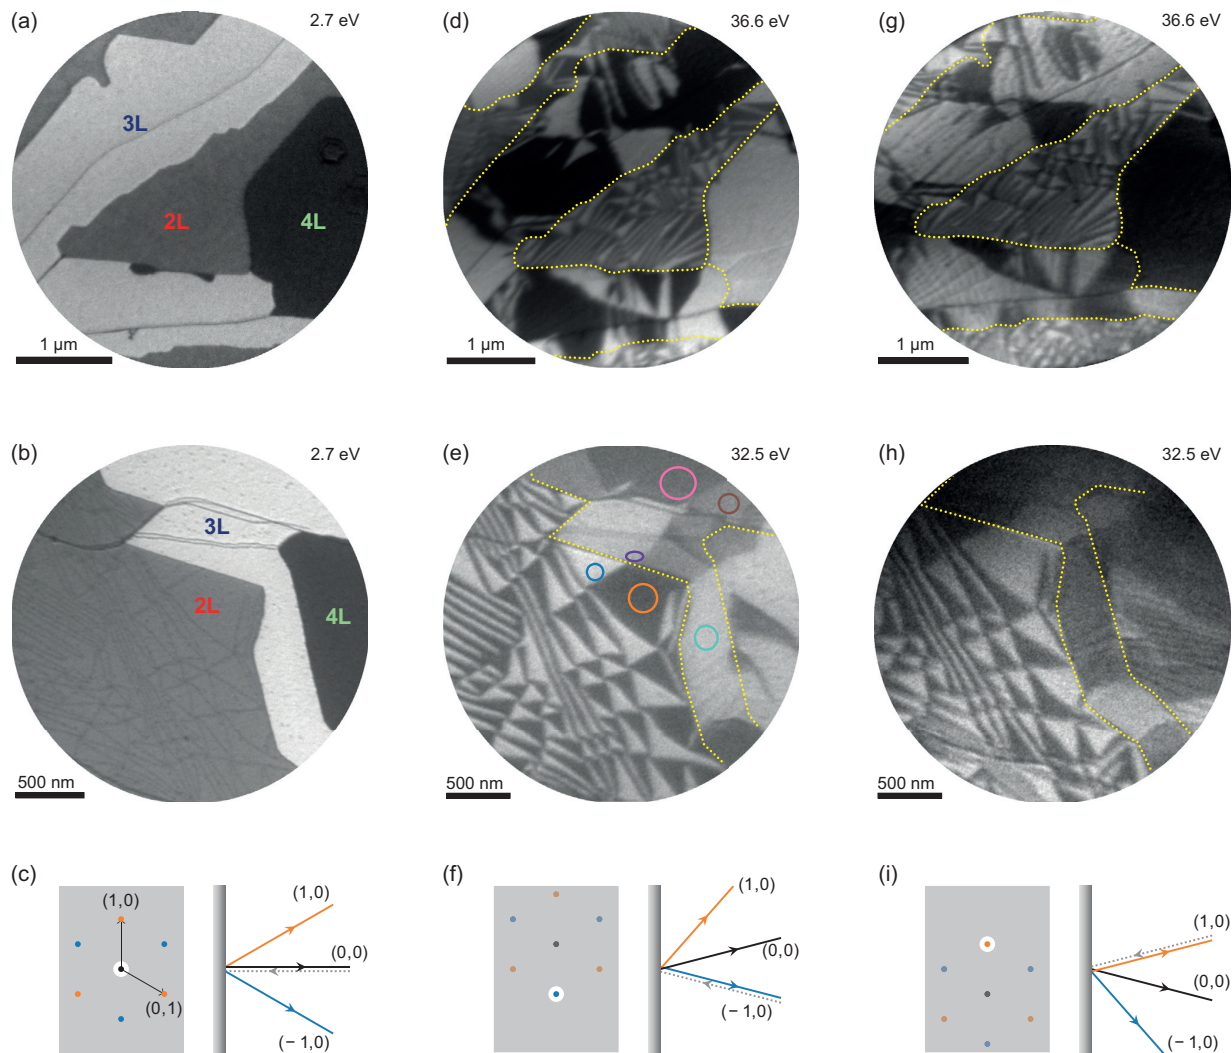 (a) 2.7 eV
3L
2L
4L
1 µm
(d) 36.6 eV
1 µm
(g) 36.6 eV
1 µm
(b) 2.7 eV
3L
2L
4L
500 nm
(e) 32.5 eV
500 nm
(h) 32.5 eV
500 nm
(c)
(1,0)
(0,1)
(1,0)
(0,0)
(−1,0)
(f)
(1,0)
(0,0)
(−1,0)
(i)
(1,0)
(0,0)
(−1,0)